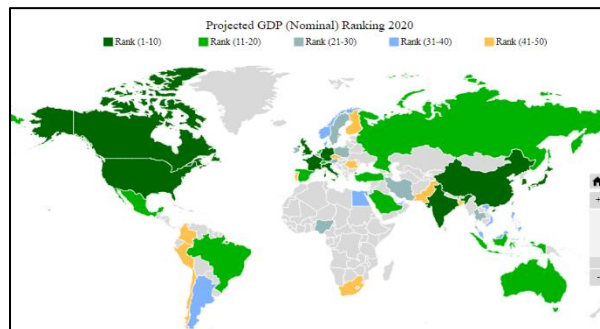 Projected GDP (Nominal) Ranking 2020
Rank (1-10) Rank (11-20) Rank (21-30) Rank (31-40) Rank (41-50)